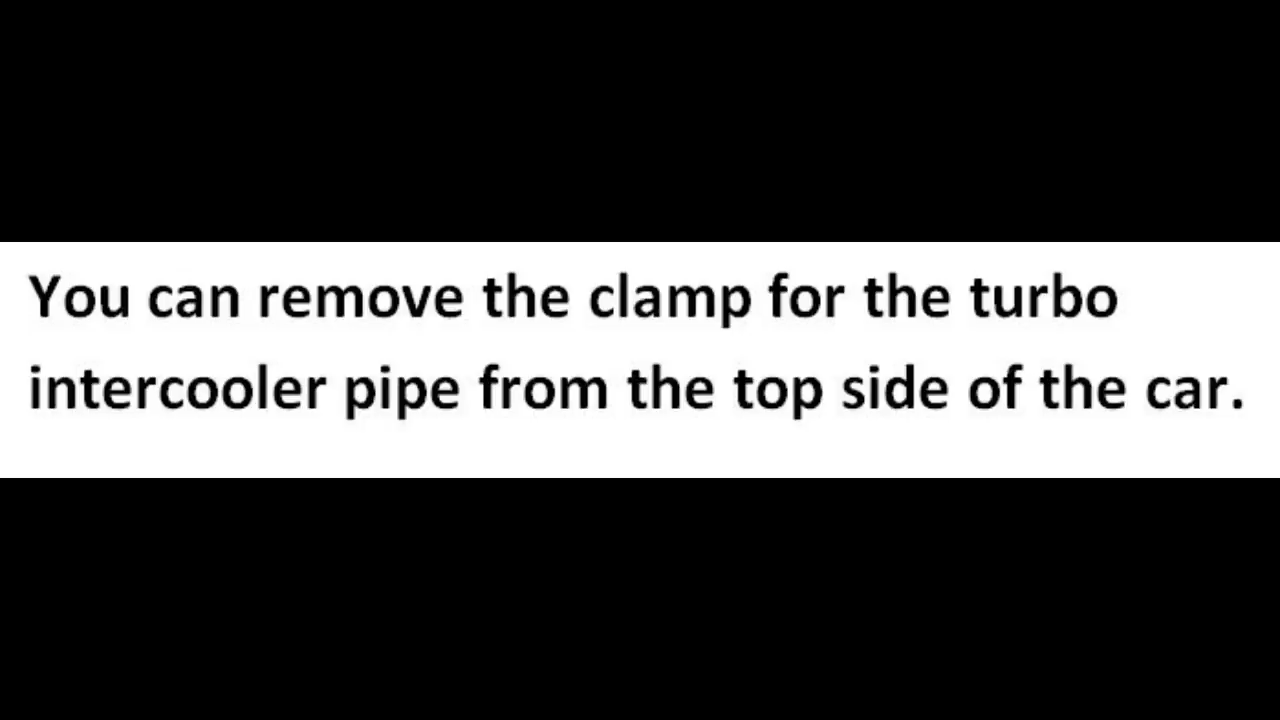 You can remove the clamp for the turbo
intercooler pipe from the top side of the car.